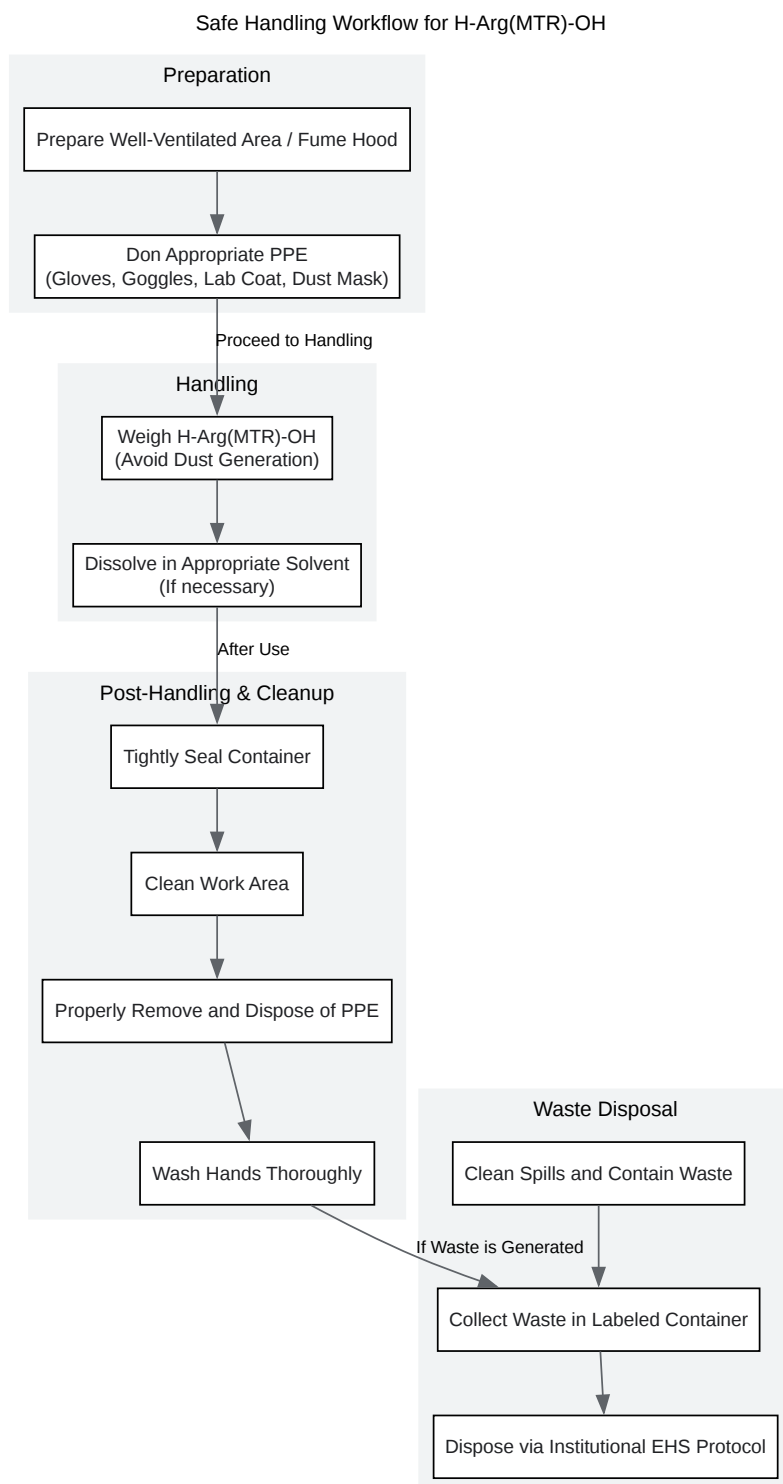 Safe Handling Workflow for H-Arg(MTR)-OH
Preparation
Prepare Well-Ventilated Area / Fume Hood
Don Appropriate PPE
(Gloves, Goggles, Lab Coat, Dust Mask)
Proceed to Handling
Handling
Weigh H-Arg(MTR)-OH
(Avoid Dust Generation)
Dissolve in Appropriate Solvent
(If necessary)
After Use
Post-Handling & Cleanup
Tightly Seal Container
Clean Work Area
Properly Remove and Dispose of PPE
Wash Hands Thoroughly
Waste Disposal
Clean Spills and Contain Waste
If Waste is Generated
Collect Waste in Labeled Container
Dispose via Institutional EHS Protocol